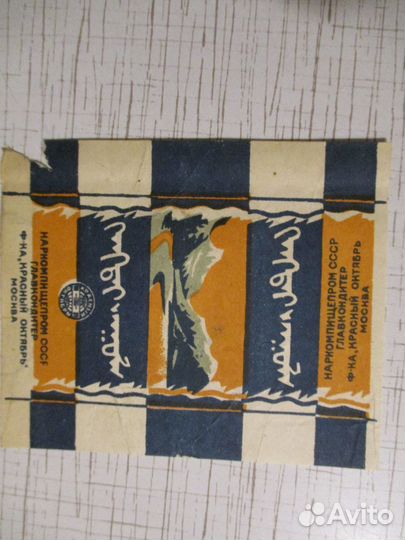 НАРКОМПИЩЕПРОМ СССР
ГЛАВКОНДИТЕР
Ф-КА „КРАСНЫЙ ОКТЯБРЬ"
МОСКВА
НАРКОМПИЩЕПРОМ СССР
ГЛАВКОНДИТЕР
Ф-КА „КРАСНЫЙ ОКТЯБРЬ"
МОСКВА
Avito